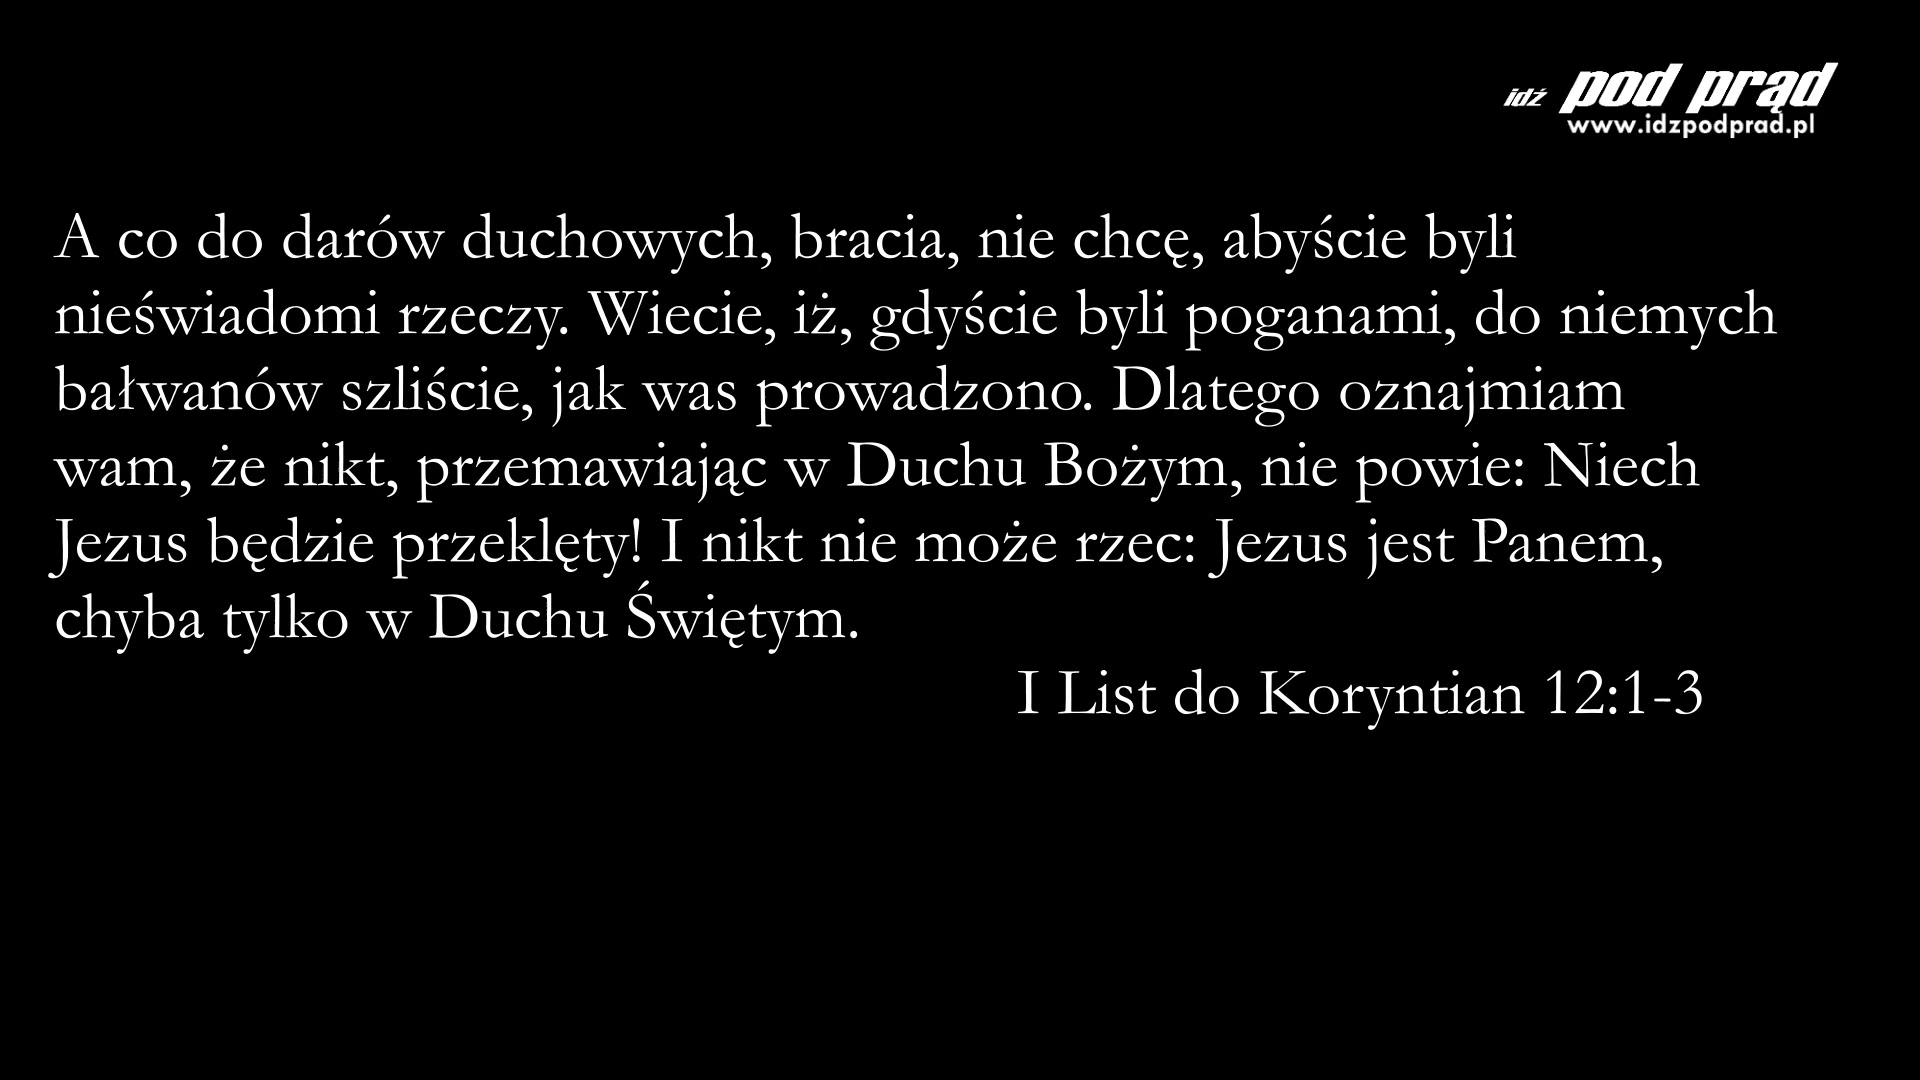 idź pod prąd
www.idzpodprad.pl
A co do darów duchowych, bracia, nie chcę, abyście byli
nieświadomi rzeczy. Wiecie, iż, gdyście byli poganami, do niemych
bałwanów szliście, jak was prowadzono. Dlatego oznajmiam
wam, że nikt, przemawiając w Duchu Bożym, nie powie: Niech
Jezus będzie przeklęty! I nikt nie może rzec: Jezus jest Panem,
chyba tylko w Duchu Świętym.
I List do Koryntian 12:1-3